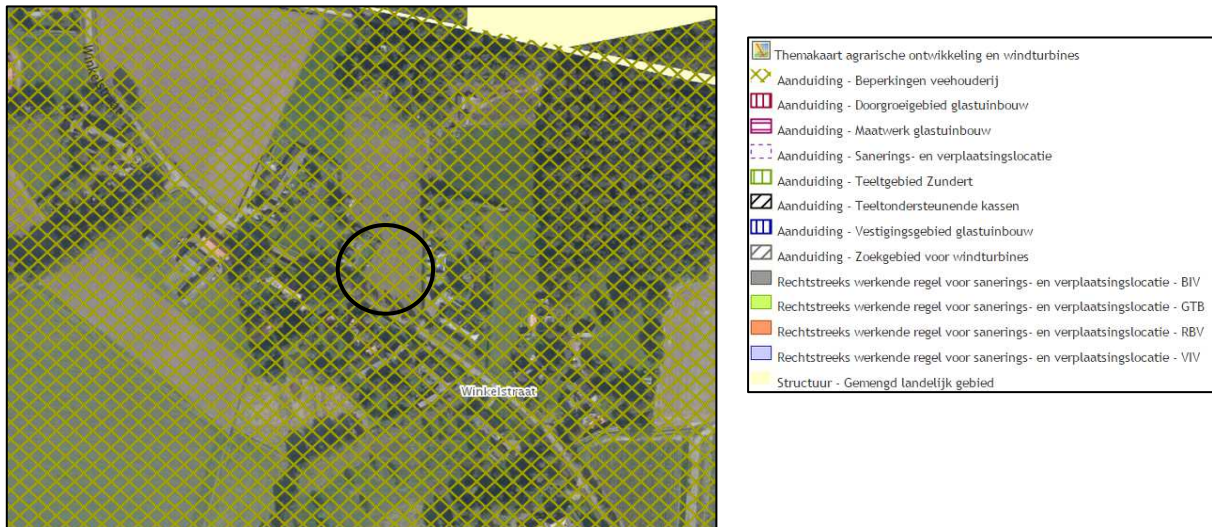 Winkelstraat
Themakaart agrarische ontwikkeling en windturbines
Aanduiding - Beperkingen veehouderij
Aanduiding - Doorgroeigebied glastuinbouw
Aanduiding - Maatwerk glastuinbouw
Aanduiding - Sanerings- en verplaatsingslocatie
Aanduiding - Teeltgebied Zundert
Aanduiding - Teeltondersteunende kassen
Aanduiding - Vestigingsgebied glastuinbouw
Aanduiding - Zoekgebied voor windturbines
Rechtstreeks werkende regel voor sanerings- en verplaatsingslocatie - BIV
Rechtstreeks werkende regel voor sanerings- en verplaatsingslocatie - GTB
Rechtstreeks werkende regel voor sanerings- en verplaatsingslocatie - RBV
Rechtstreeks werkende regel voor sanerings- en verplaatsingslocatie - VIV
Structuur - Gemengd landelijk gebied